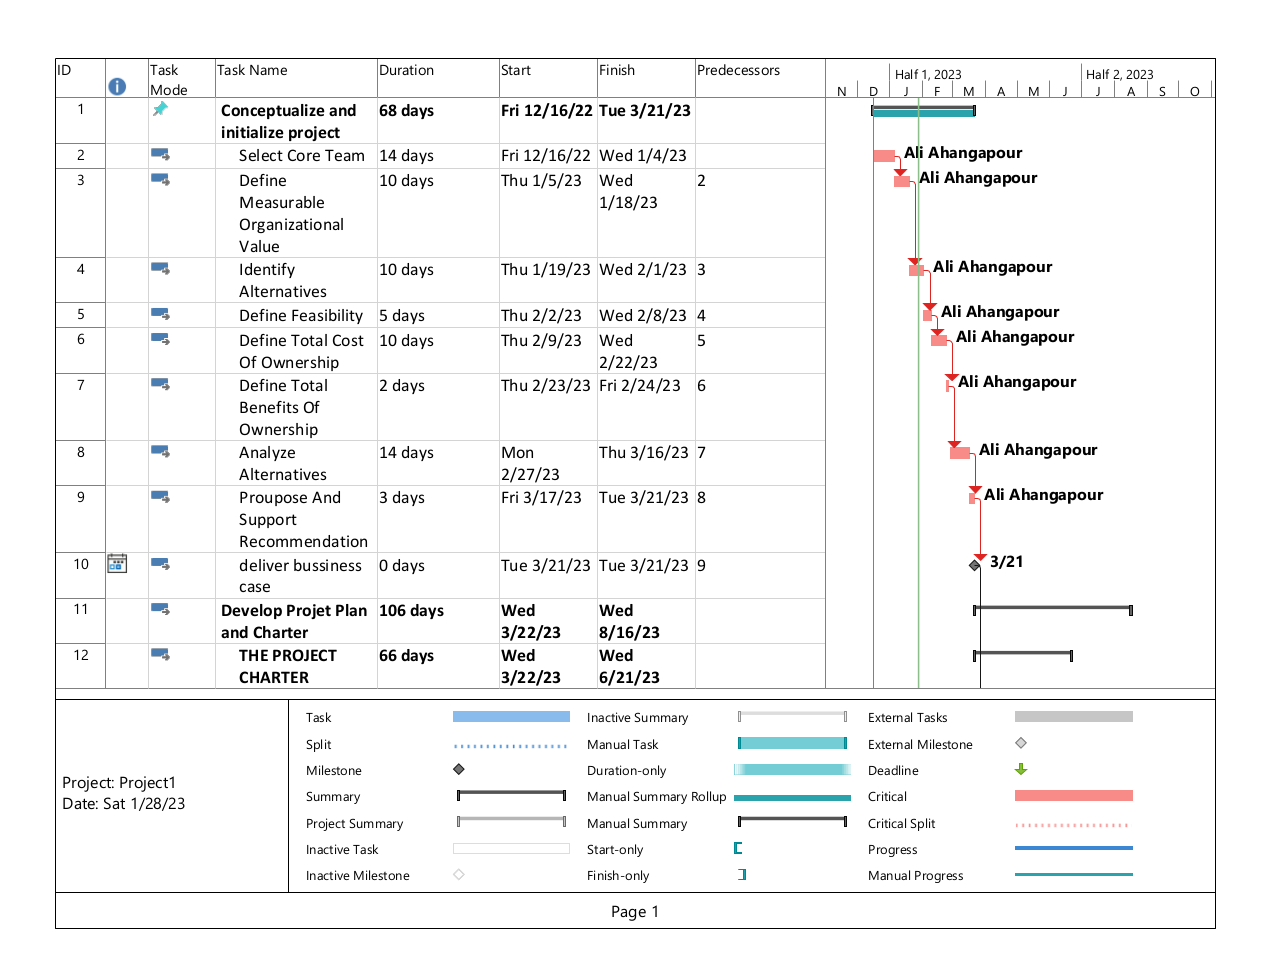 ID Task Mode Task Name Duration Start Finish Predecessors
Half 1, 2023 Half 2, 2023
N D J F M A M J J A S O
1 Conceptualize and initialize project 68 days Fri 12/16/22 Tue 3/21/23
2 Select Core Team 14 days Fri 12/16/22 Wed 1/4/23 Ali Ahangapour
3 Define Measurable Organizational Value 10 days Thu 1/5/23 Wed 1/18/23 2 Ali Ahangapour
4 Identify Alternatives 10 days Thu 1/19/23 Wed 2/1/23 3 Ali Ahangapour
5 Define Feasibility 5 days Thu 2/2/23 Wed 2/8/23 4 Ali Ahangapour
6 Define Total Cost Of Ownership 10 days Thu 2/9/23 Wed 2/22/23 5 Ali Ahangapour
7 Define Total Benefits Of Ownership 2 days Thu 2/23/23 Fri 2/24/23 6 Ali Ahangapour
8 Analyze Alternatives 14 days Mon 2/27/23 Thu 3/16/23 7 Ali Ahangapour
9 Proupose And Support Recommendation 3 days Fri 3/17/23 Tue 3/21/23 8 Ali Ahangapour
10 deliver bussiness case 0 days Tue 3/21/23 Tue 3/21/23 9 3/21
11 Develop Projet Plan and Charter 106 days Wed 3/22/23 Wed 8/16/23
12 THE PROJECT CHARTER 66 days Wed 3/22/23 Wed 6/21/23
Project: Project1
Date: Sat 1/28/23
Task
Split
Milestone
Summary
Project Summary
Inactive Task
Inactive Milestone
Inactive Summary
Manual Task
Duration-only
Manual Summary Rollup
Manual Summary
Start-only
Finish-only
External Tasks
External Milestone
Deadline
Critical
Critical Split
Progress
Manual Progress
Page 1